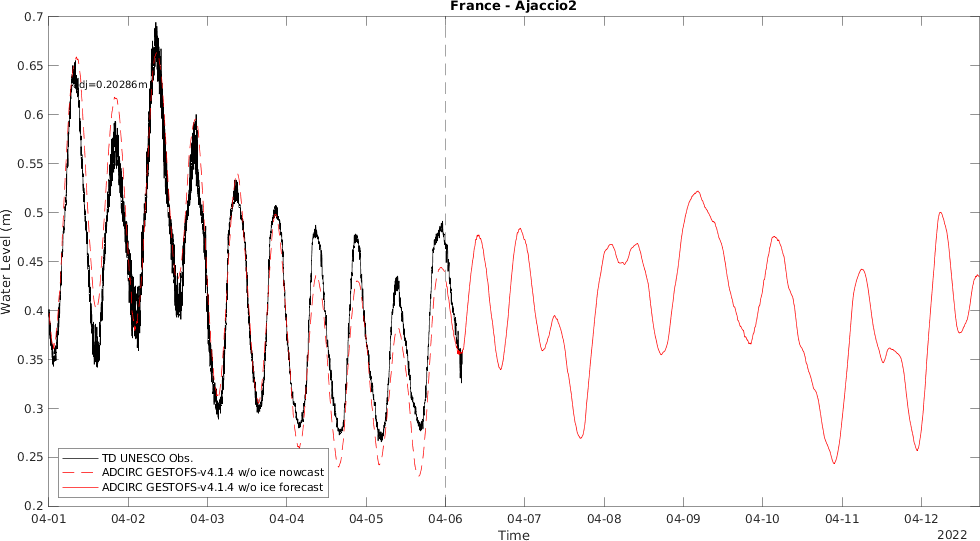 France - Ajaccio2
0.7
0.65
0.6
0.55
0.5
0.45
0.4
0.35
0.3
0.25
0.2
Water Level (m)
dj=0.20286m
TD UNESCO Obs.
ADCIRC GESTOFS-v4.1.4 w/o ice nowcast
ADCIRC GESTOFS-v4.1.4 w/o ice forecast
04-01 04-02 04-03 04-04 04-05 04-06 04-07 04-08 04-09 04-10 04-11 04-12
Time
2022